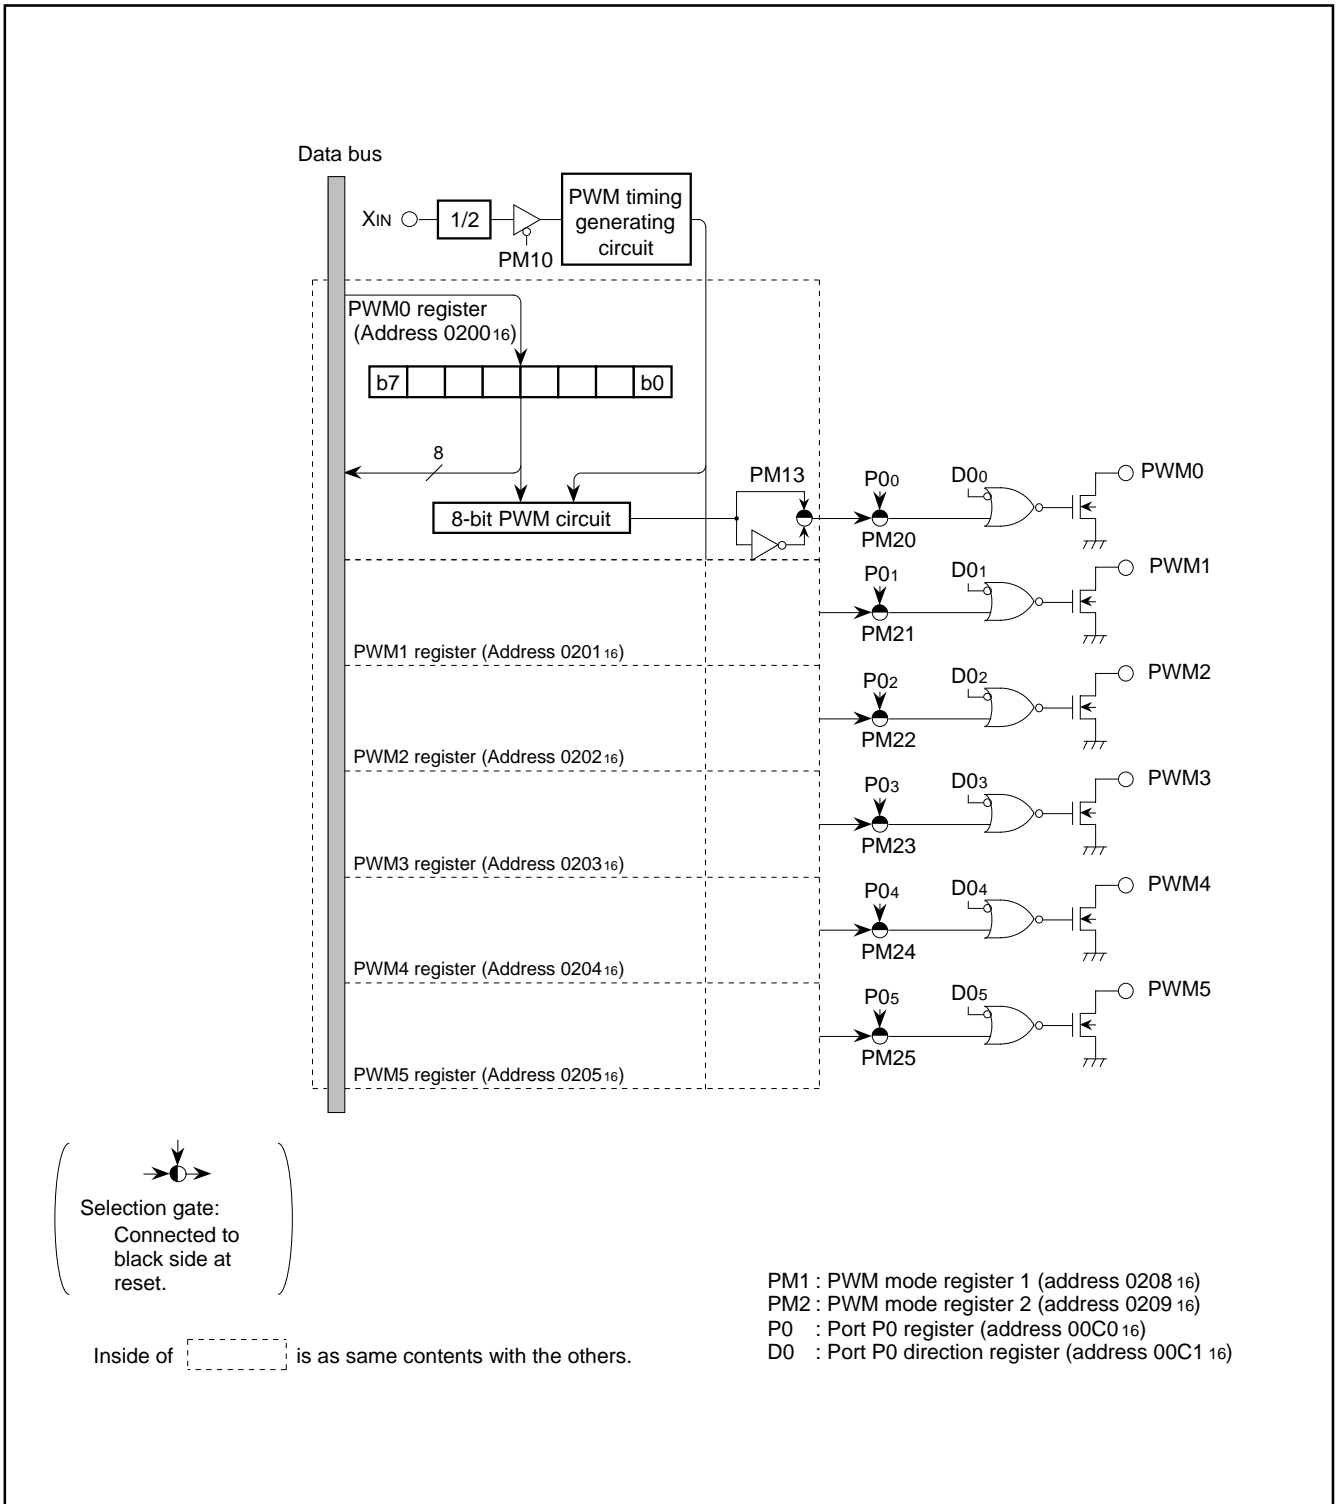 Data bus
XIN
1/2
PM10
PWM timing
generating
circuit
PWM0 register
(Address 020016)
b7
b0
8
8-bit PWM circuit
PM13
P00
PM20
D00
PWM0
P01
PM21
D01
PWM1
PWM1 register (Address 020116)
P02
PM22
D02
PWM2
PWM2 register (Address 020216)
P03
PM23
D03
PWM3
PWM3 register (Address 020316)
P04
PM24
D04
PWM4
PWM4 register (Address 020416)
P05
PM25
D05
PWM5
PWM5 register (Address 020516)
Selection gate:
Connected to
black side at
reset.
Inside of is as same contents with the others.
PM1 : PWM mode register 1 (address 020816)
PM2 : PWM mode register 2 (address 020916)
P0 : Port P0 register (address 00C016)
D0 : Port P0 direction register (address 00C116)